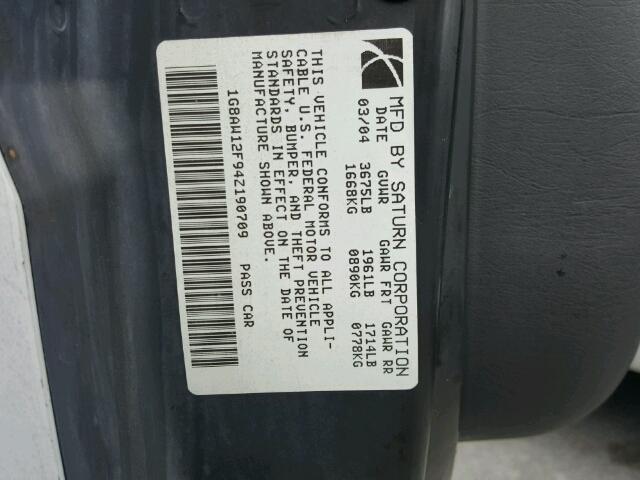 MFD BY SATURN CORPORATION
DATE GVWR GAWR FRT GAWR RR
03/04 3675LB 1961LB 1714LB
1668KG 0890KG 0778KG
THIS VEHICLE CONFORMS TO ALL APPLI-
CABLE U.S. FEDERAL MOTOR VEHICLE
SAFETY, BUMPER, AND THEFT PREVENTION
STANDARDS IN EFFECT ON THE DATE OF
MANUFACTURE SHOWN ABOVE.
1G8AW12F94Z190709 PASS CAR